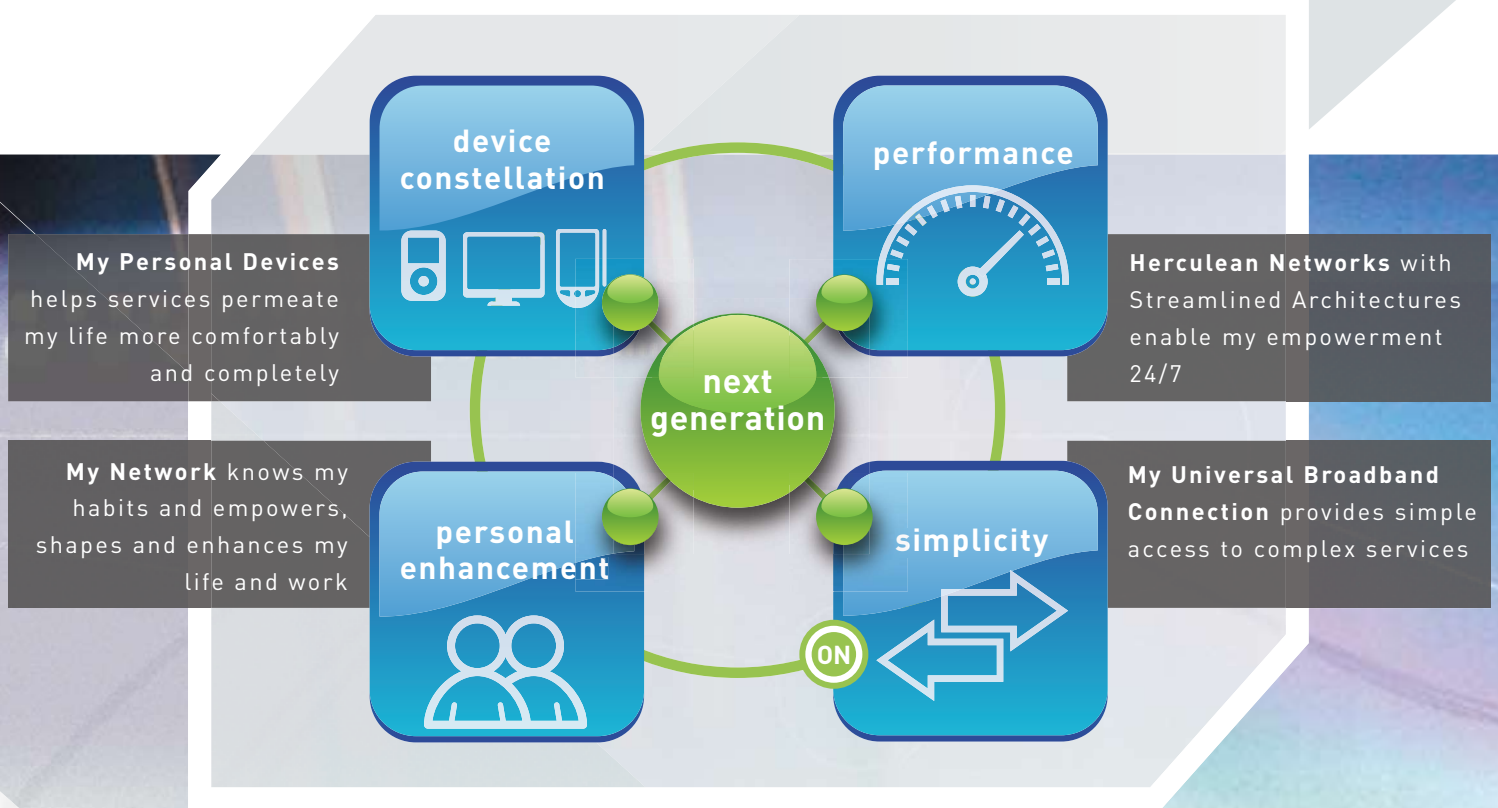 device
constellation
My Personal Devices
helps services permeate
my life more comfortably
and completely
performance
Herculean Networks with
Streamlined Architectures
enable my empowerment
24/7
next
generation
personal
enhancement
My Network knows my
habits and empowers,
shapes and enhances my
life and work
simplicity
ON
My Universal Broadband
Connection provides simple
access to complex services